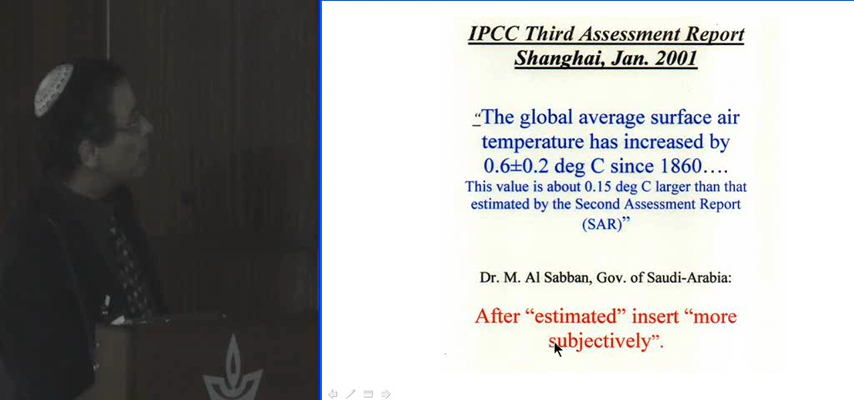 IPCC Third Assessment Report
Shanghai, Jan. 2001
“The global average surface air
temperature has increased by
0.6±0.2 deg C since 1860….
This value is about 0.15 deg C larger than that
estimated by the Second Assessment Report
(SAR)”
Dr. M. Al Sabban, Gov. of Saudi-Arabia:
After “estimated” insert “more
subjectively”.